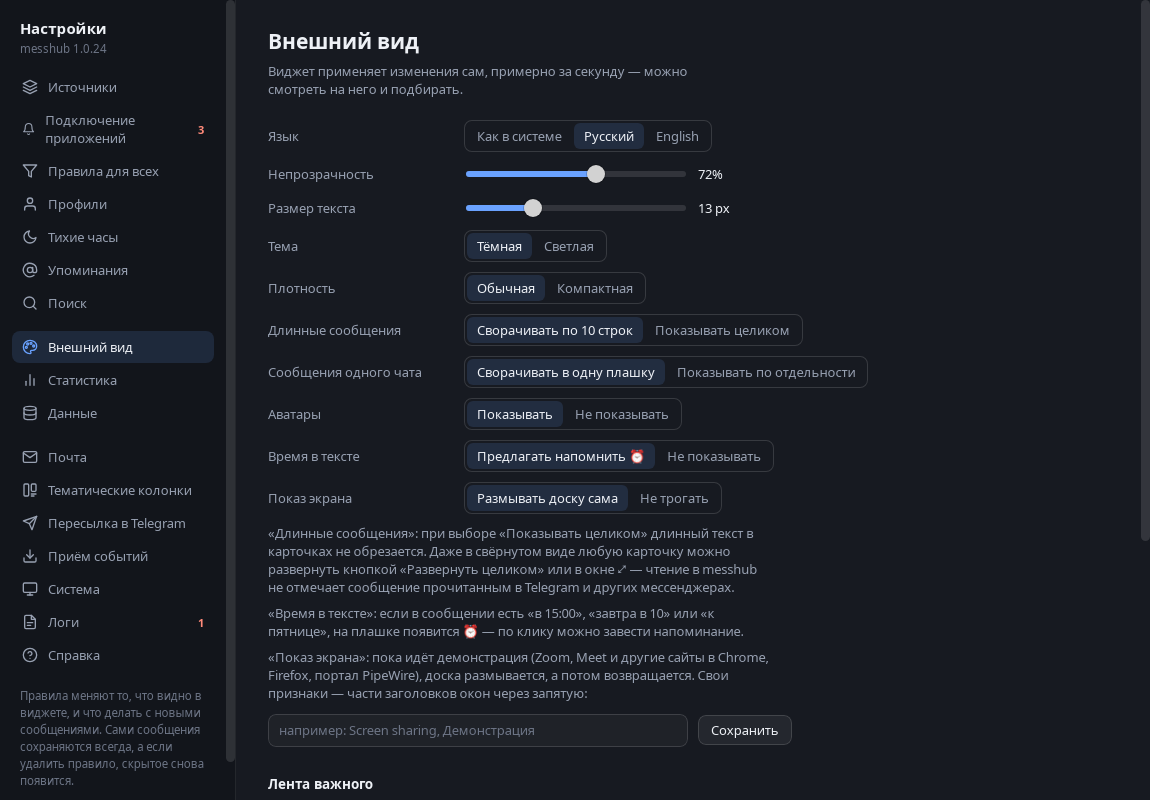 Настройки
messhub 1.0.24
Источники
Подключение
приложений
3
Правила для всех
Профили
Тихие часы
Упоминания
Поиск
Внешний вид
Статистика
Данные
Почта
Тематические колонки
Пересылка в Telegram
Приём событий
Система
Логи 1
Справка
Правила меняют то, что видно в
виджете, и что делать с новыми
сообщениями. Сами сообщения
сохраняются всегда, а если
удалить правило, скрытое снова
появится.
Внешний вид
Виджет применяет изменения сам, примерно за секунду — можно
смотреть на него и подбирать.
Язык Как в системе Русский English
Непрозрачность 72%
Размер текста 13 px
Тема Тёмная Светлая
Плотность Обычная Компактная
Длинные сообщения Сворачивать по 10 строк Показывать целиком
Сообщения одного чата Сворачивать в одну плашку Показывать по отдельности
Аватары Показывать Не показывать
Время в тексте Предлагать напомнить ⏰ Не показывать
Показ экрана Размывать доску сама Не трогать
«Длинные сообщения»: при выборе «Показывать целиком» длинный текст в
карточках не обрезается. Даже в свёрнутом виде любую карточку можно
развернуть кнопкой «Развернуть целиком» или в окне ⤢ — чтение в messhub
не отмечает сообщение прочитанным в Telegram и других мессенджерах.
«Время в тексте»: если в сообщении есть «в 15:00», «завтра в 10» или «к
пятнице», на плашке появится ⏰ — по клику можно завести напоминание.
«Показ экрана»: пока идёт демонстрация (Zoom, Meet и другие сайты в Chrome,
Firefox, портал PipeWire), доска размывается, а потом возвращается. Свои
признаки — части заголовков окон через запятую:
например: Screen sharing, Демонстрация Сохранить
Лента важного